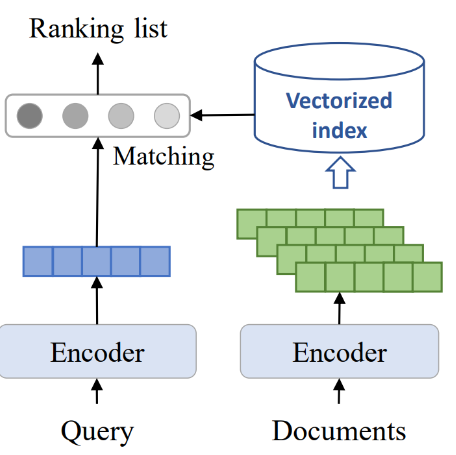 Ranking list
Vectorized
index
Matching
Encoder
Encoder
Query
Documents